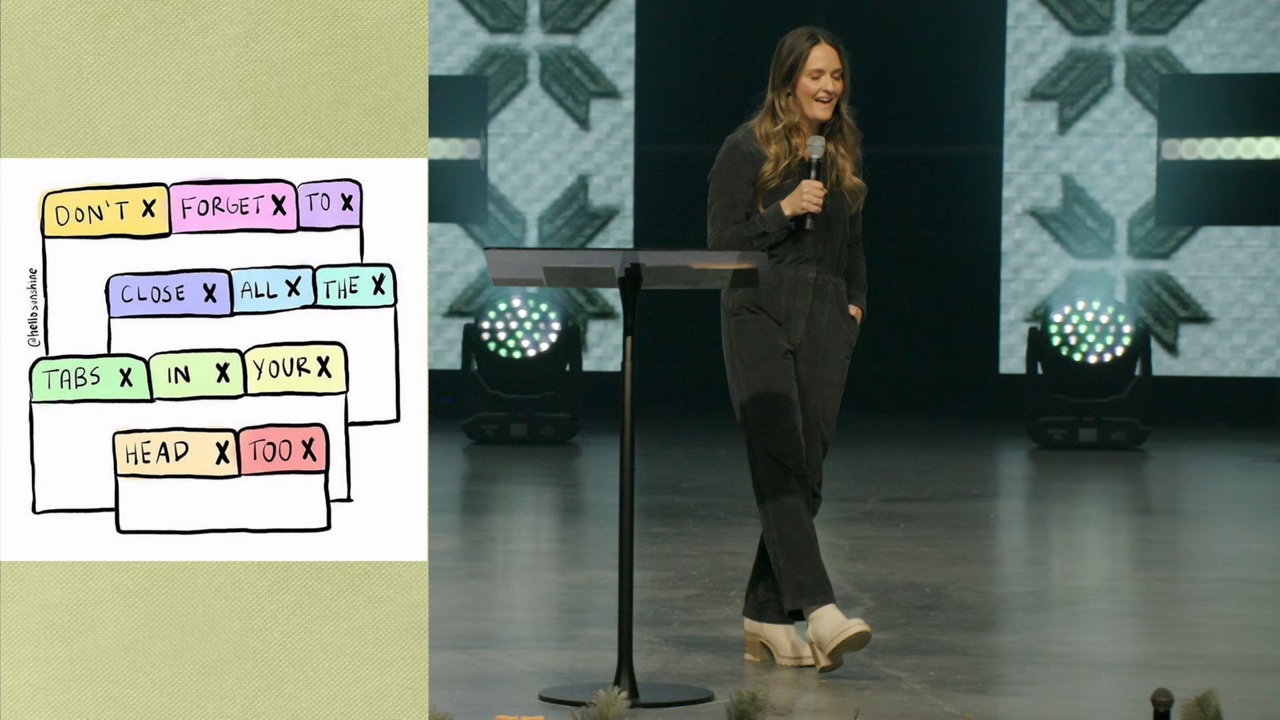 DON'T X FORGET X TO X
CLOSE X ALL X THE X
TABS X IN X YOUR X
HEAD X TOO X
@hellosunshine